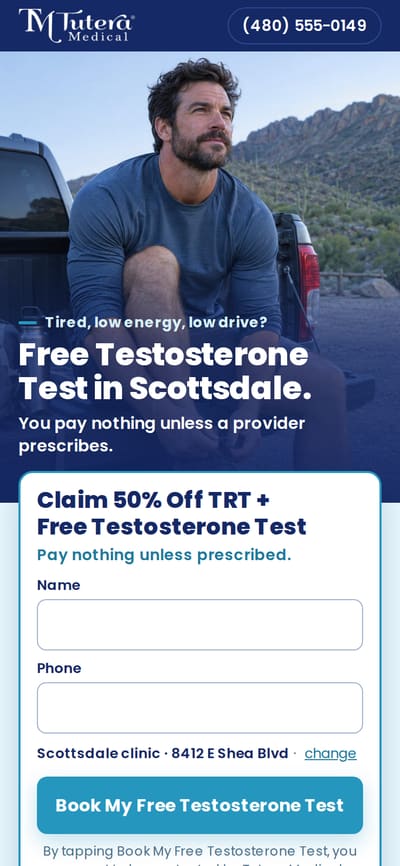 TM Tutera®
Medical
(480) 555-0149
Tired, low energy, low drive?
Free Testosterone
Test in Scottsdale.
You pay nothing unless a provider
prescribes.
Claim 50% Off TRT +
Free Testosterone Test
Pay nothing unless prescribed.
Name
Phone
Scottsdale clinic · 8412 E Shea Blvd · change
Book My Free Testosterone Test
By tapping Book My Free Testosterone Test, you